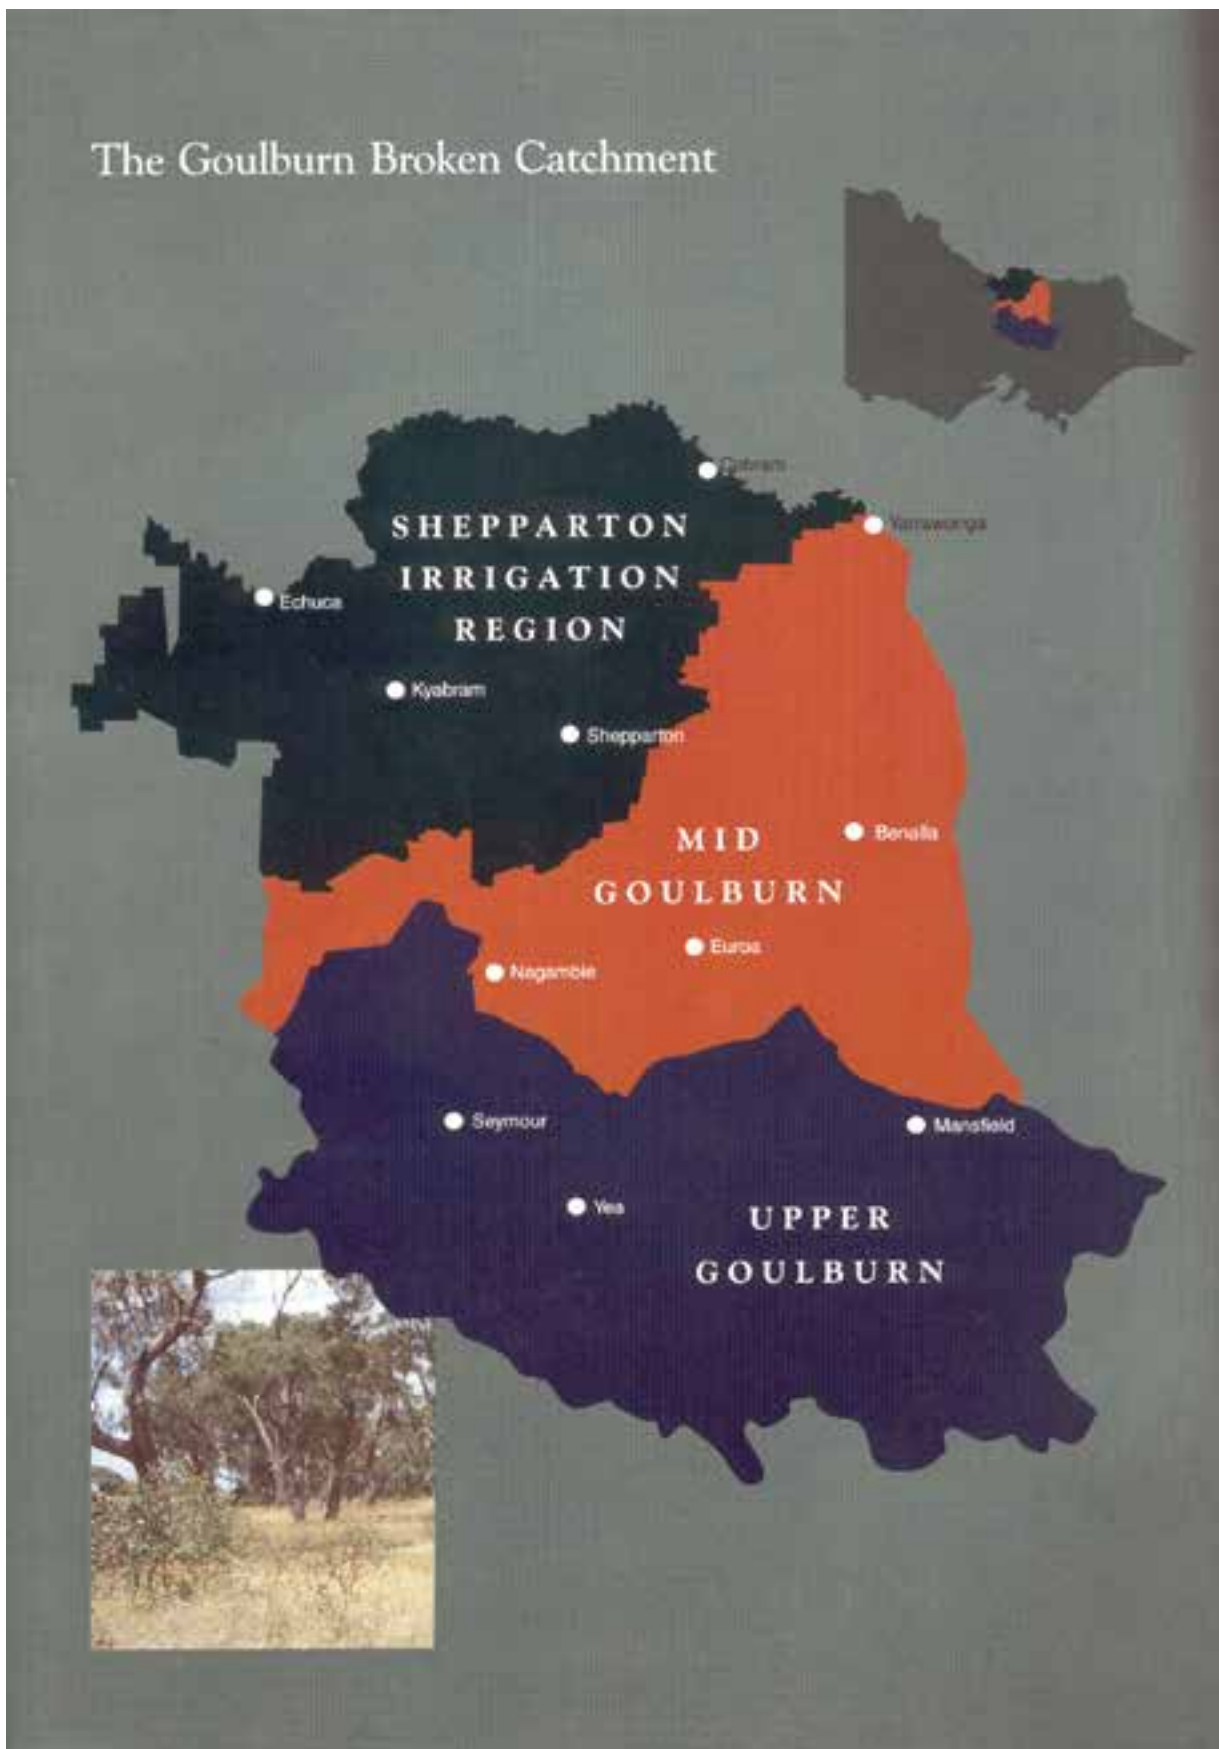 The Goulburn Broken Catchment
Cobram
SHEPPARTON
Yarrawonga
IRRIGATION
Echuca
REGION
Kyabram
Shepparton
MID
Benalla
GOULBURN
Euroa
Nagambie
Seymour
Mansfield
Yea
UPPER
GOULBURN